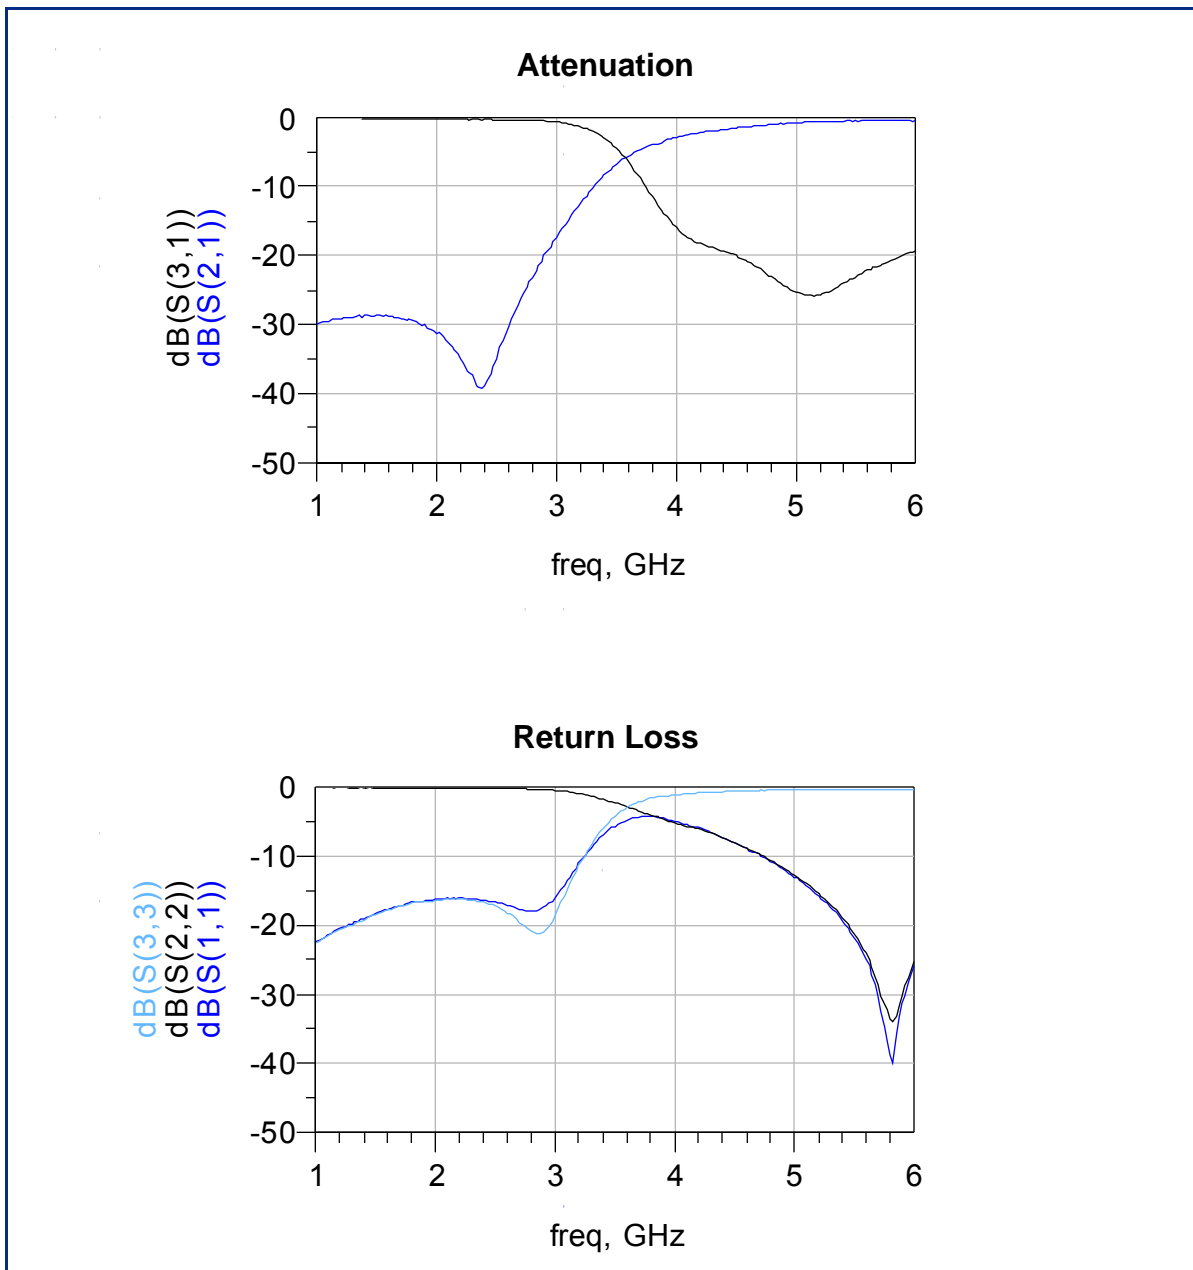 Attenuation
0
-10
-20
-30
-40
-50
dB(S(3,1))
dB(S(2,1))
1 2 3 4 5 6
freq, GHz
Return Loss
0
-10
-20
-30
-40
-50
dB(S(3,3))
dB(S(2,2))
dB(S(1,1))
1 2 3 4 5 6
freq, GHz